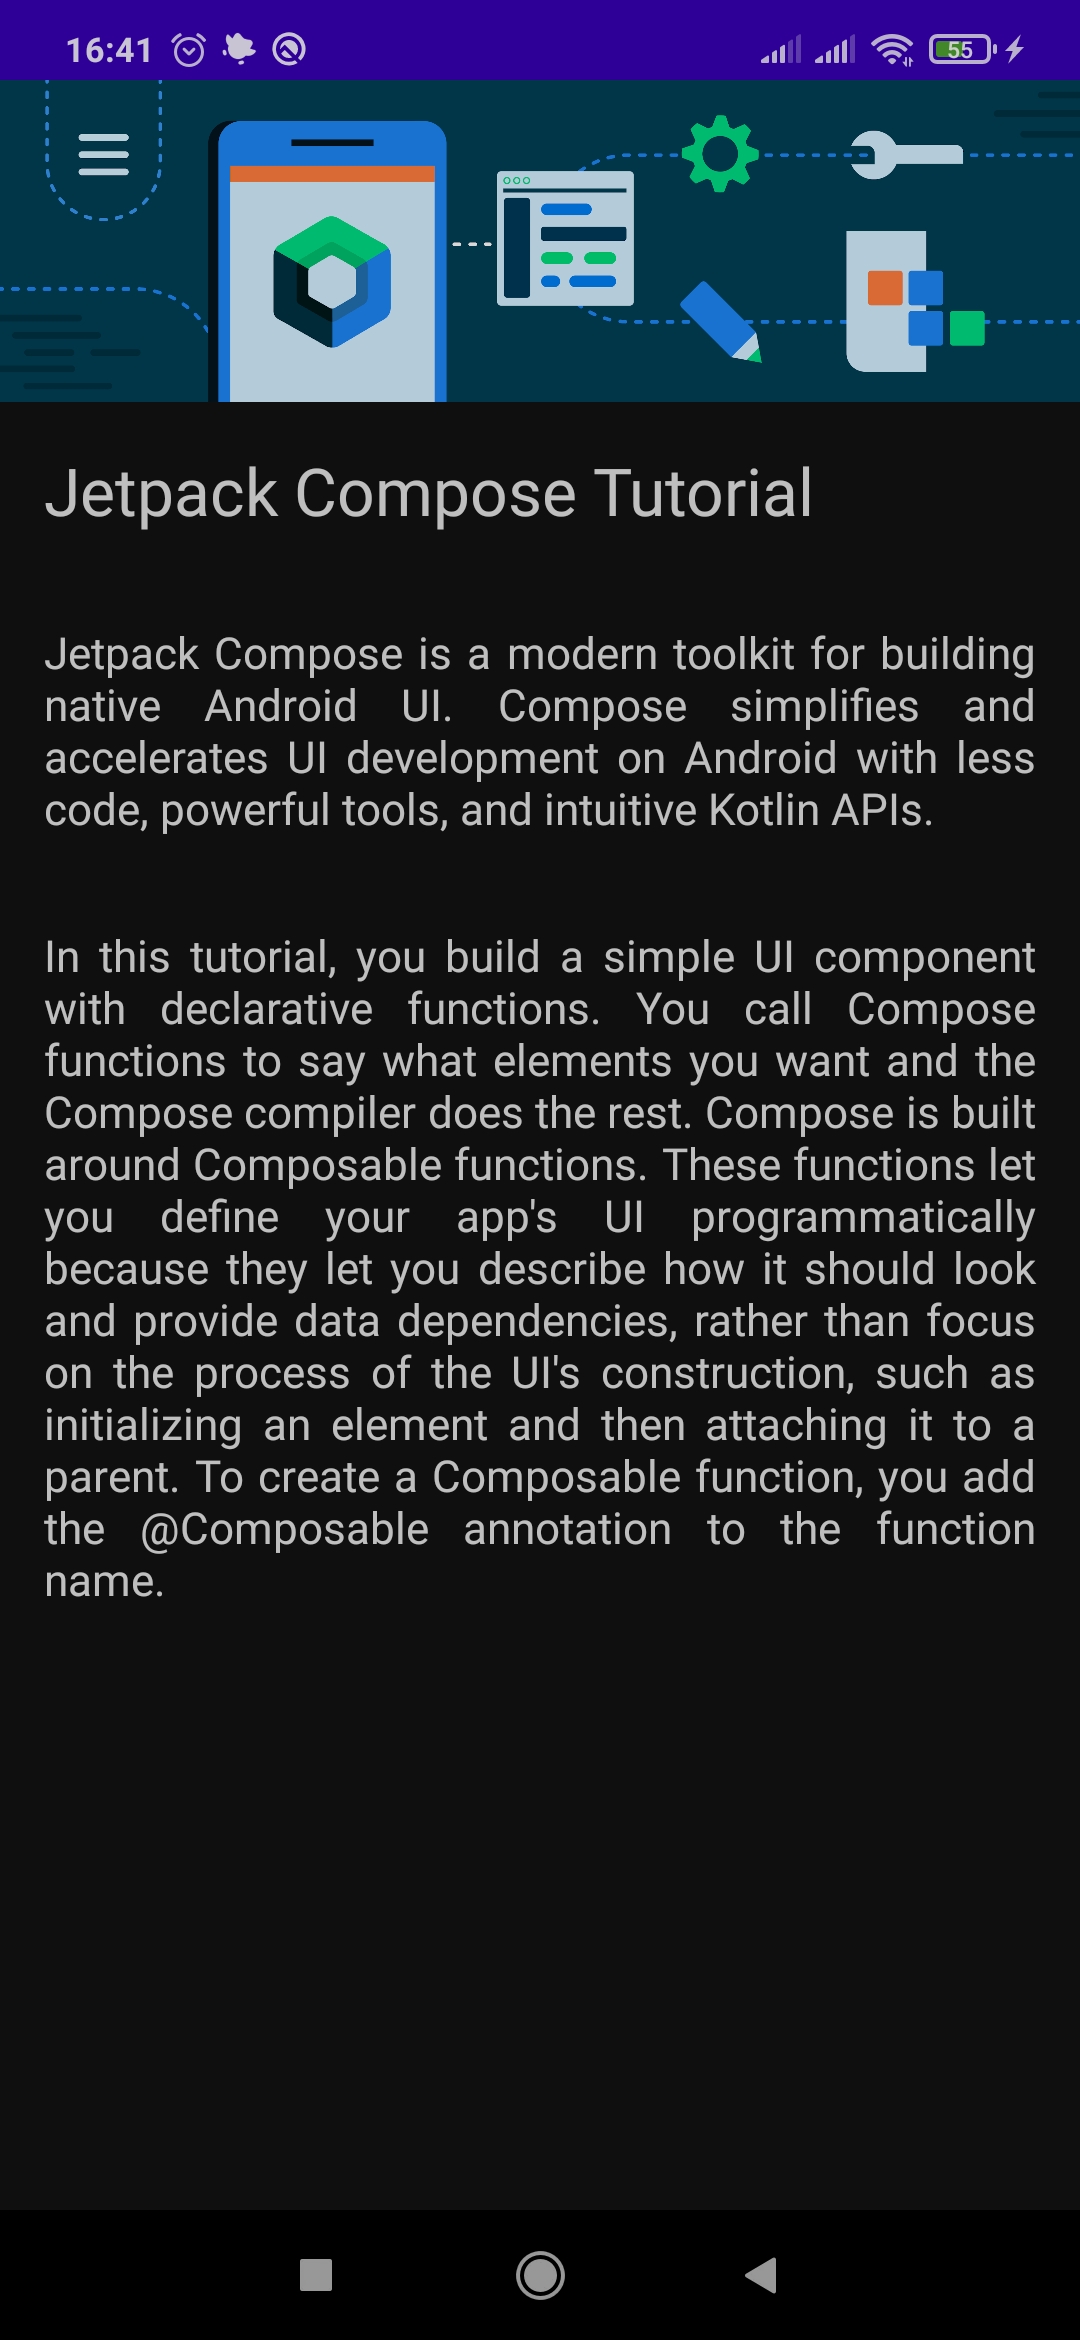 16:41
55
Jetpack Compose Tutorial
Jetpack Compose is a modern toolkit for building
native Android UI. Compose simplifies and
accelerates UI development on Android with less
code, powerful tools, and intuitive Kotlin APIs.
In this tutorial, you build a simple UI component
with declarative functions. You call Compose
functions to say what elements you want and the
Compose compiler does the rest. Compose is built
around Composable functions. These functions let
you define your app's UI programmatically
because they let you describe how it should look
and provide data dependencies, rather than focus
on the process of the UI's construction, such as
initializing an element and then attaching it to a
parent. To create a Composable function, you add
the @Composable annotation to the function
name.